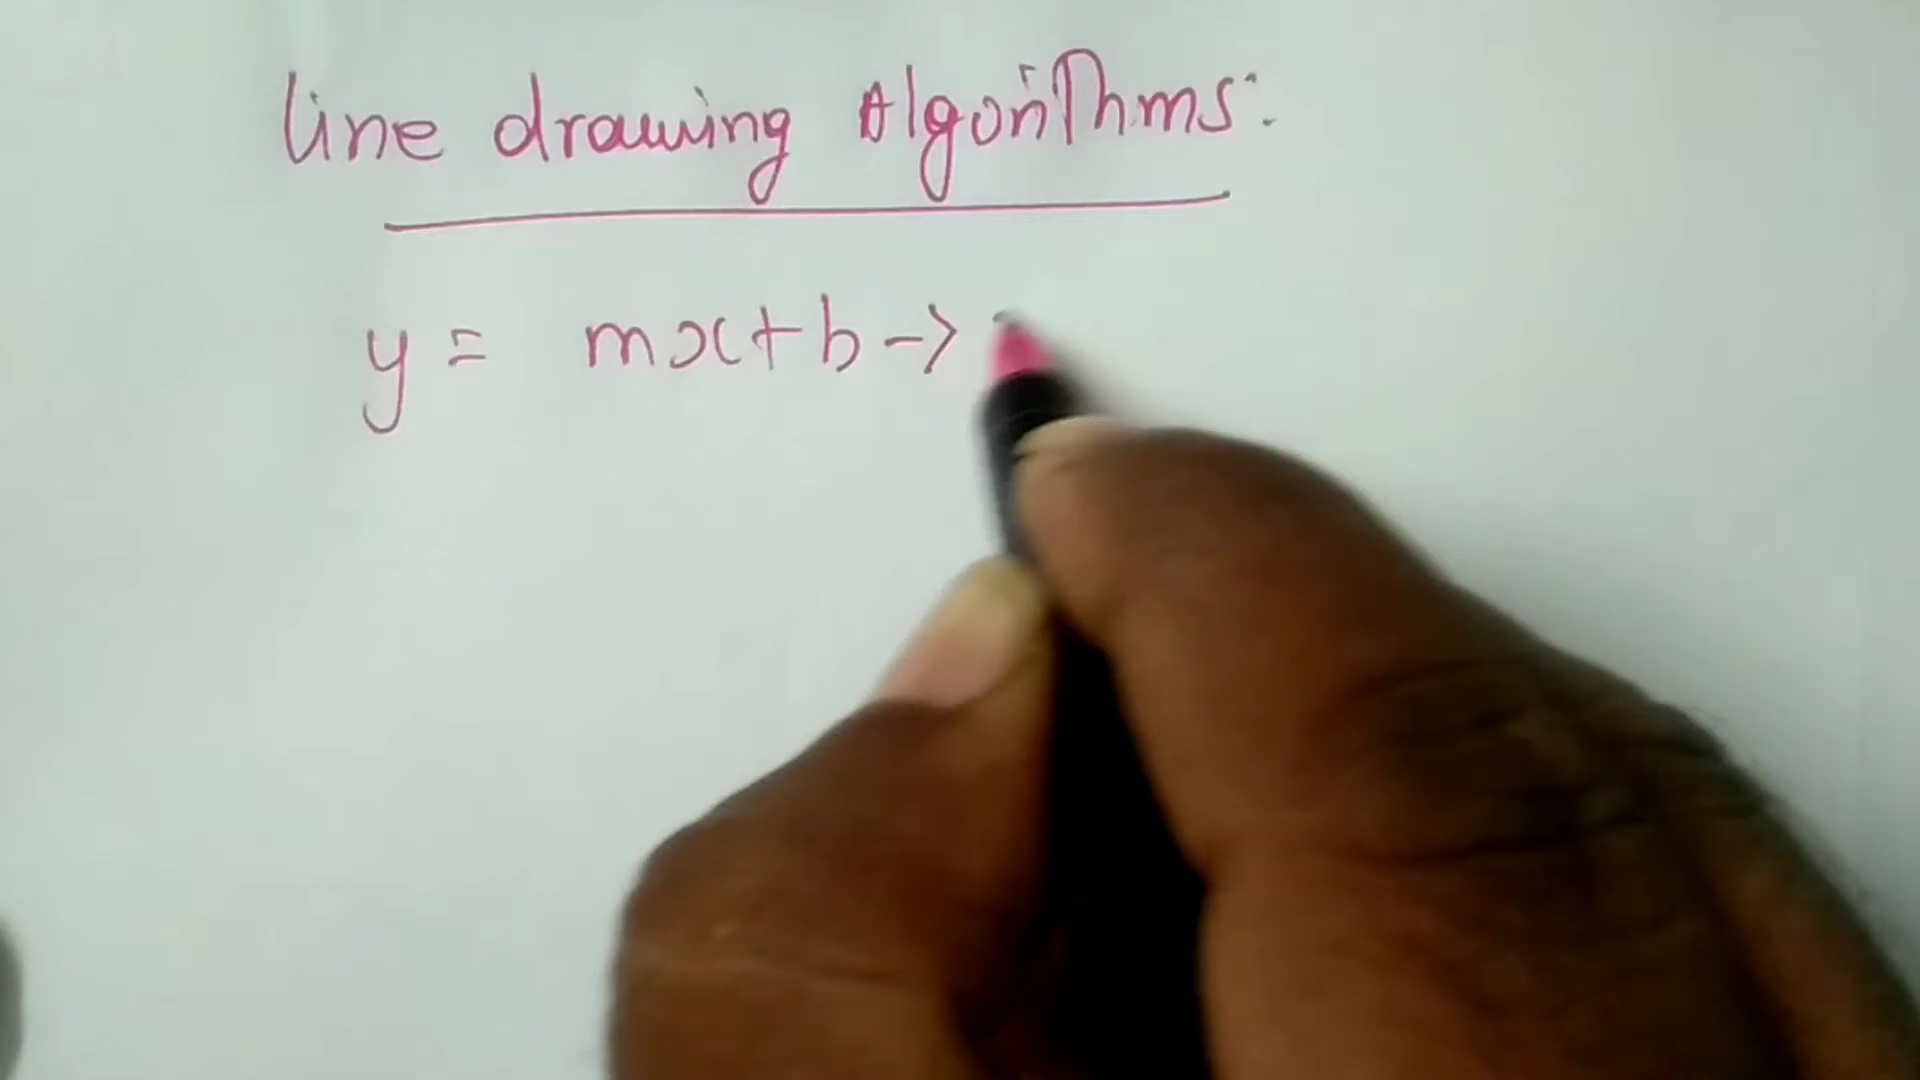 Line drawing Algorithms:
y = mx+b ->